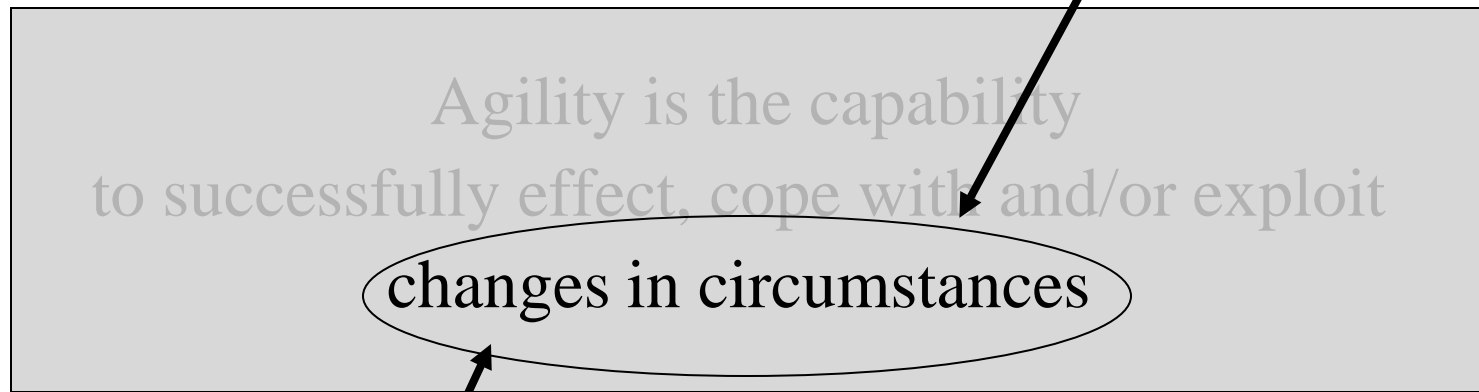 Agility is the capability
to successfully effect, cope with and/or exploit
changes in circumstances